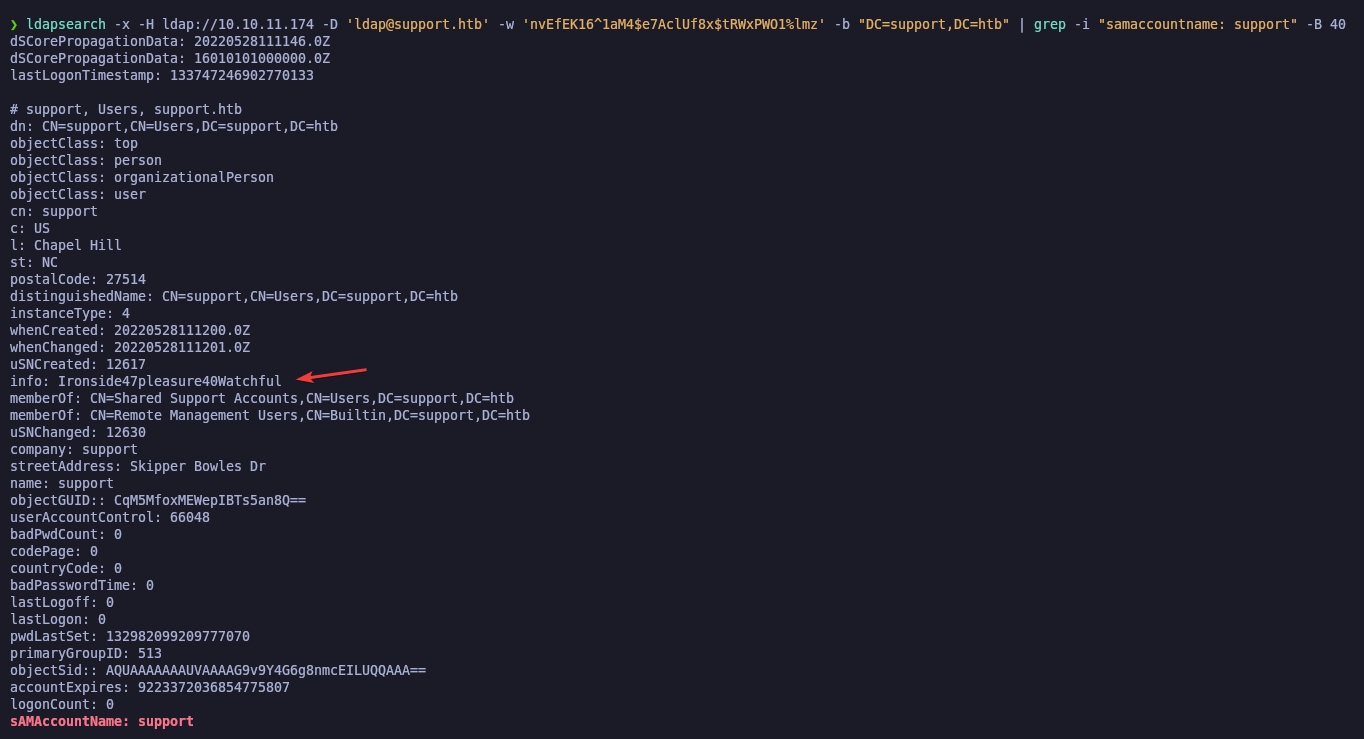 ❯ ldapsearch -x -H ldap://10.10.11.174 -D 'ldap@support.htb' -w 'nvEfEK16^1aM4$e7AclUf8x$tRWxPWO1%lmz' -b "DC=support,DC=htb" | grep -i "samaccountname: support" -B 40
dSCorePropagationData: 20220528111146.0Z
dSCorePropagationData: 16010101000000.0Z
lastLogonTimestamp: 133747246902770133
# support, Users, support.htb
dn: CN=support,CN=Users,DC=support,DC=htb
objectClass: top
objectClass: person
objectClass: organizationalPerson
objectClass: user
cn: support
c: US
l: Chapel Hill
st: NC
postalCode: 27514
distinguishedName: CN=support,CN=Users,DC=support,DC=htb
instanceType: 4
whenCreated: 20220528111200.0Z
whenChanged: 20220528111201.0Z
uSNCreated: 12617
info: Ironside47pleasure40Watchful
memberOf: CN=Shared Support Accounts,CN=Users,DC=support,DC=htb
memberOf: CN=Remote Management Users,CN=Builtin,DC=support,DC=htb
uSNChanged: 12630
company: support
streetAddress: Skipper Bowles Dr
name: support
objectGUID:: CqM5MfoxMEWepIBTs5an8Q==
userAccountControl: 66048
badPwdCount: 0
codePage: 0
countryCode: 0
badPasswordTime: 0
lastLogoff: 0
lastLogon: 0
pwdLastSet: 132982099209777070
primaryGroupID: 513
objectSid:: AQUAAAAAAAUVAAAAG9v9Y4G6g8nmcEILUQQAAA==
accountExpires: 9223372036854775807
logonCount: 0
sAMAccountName: support